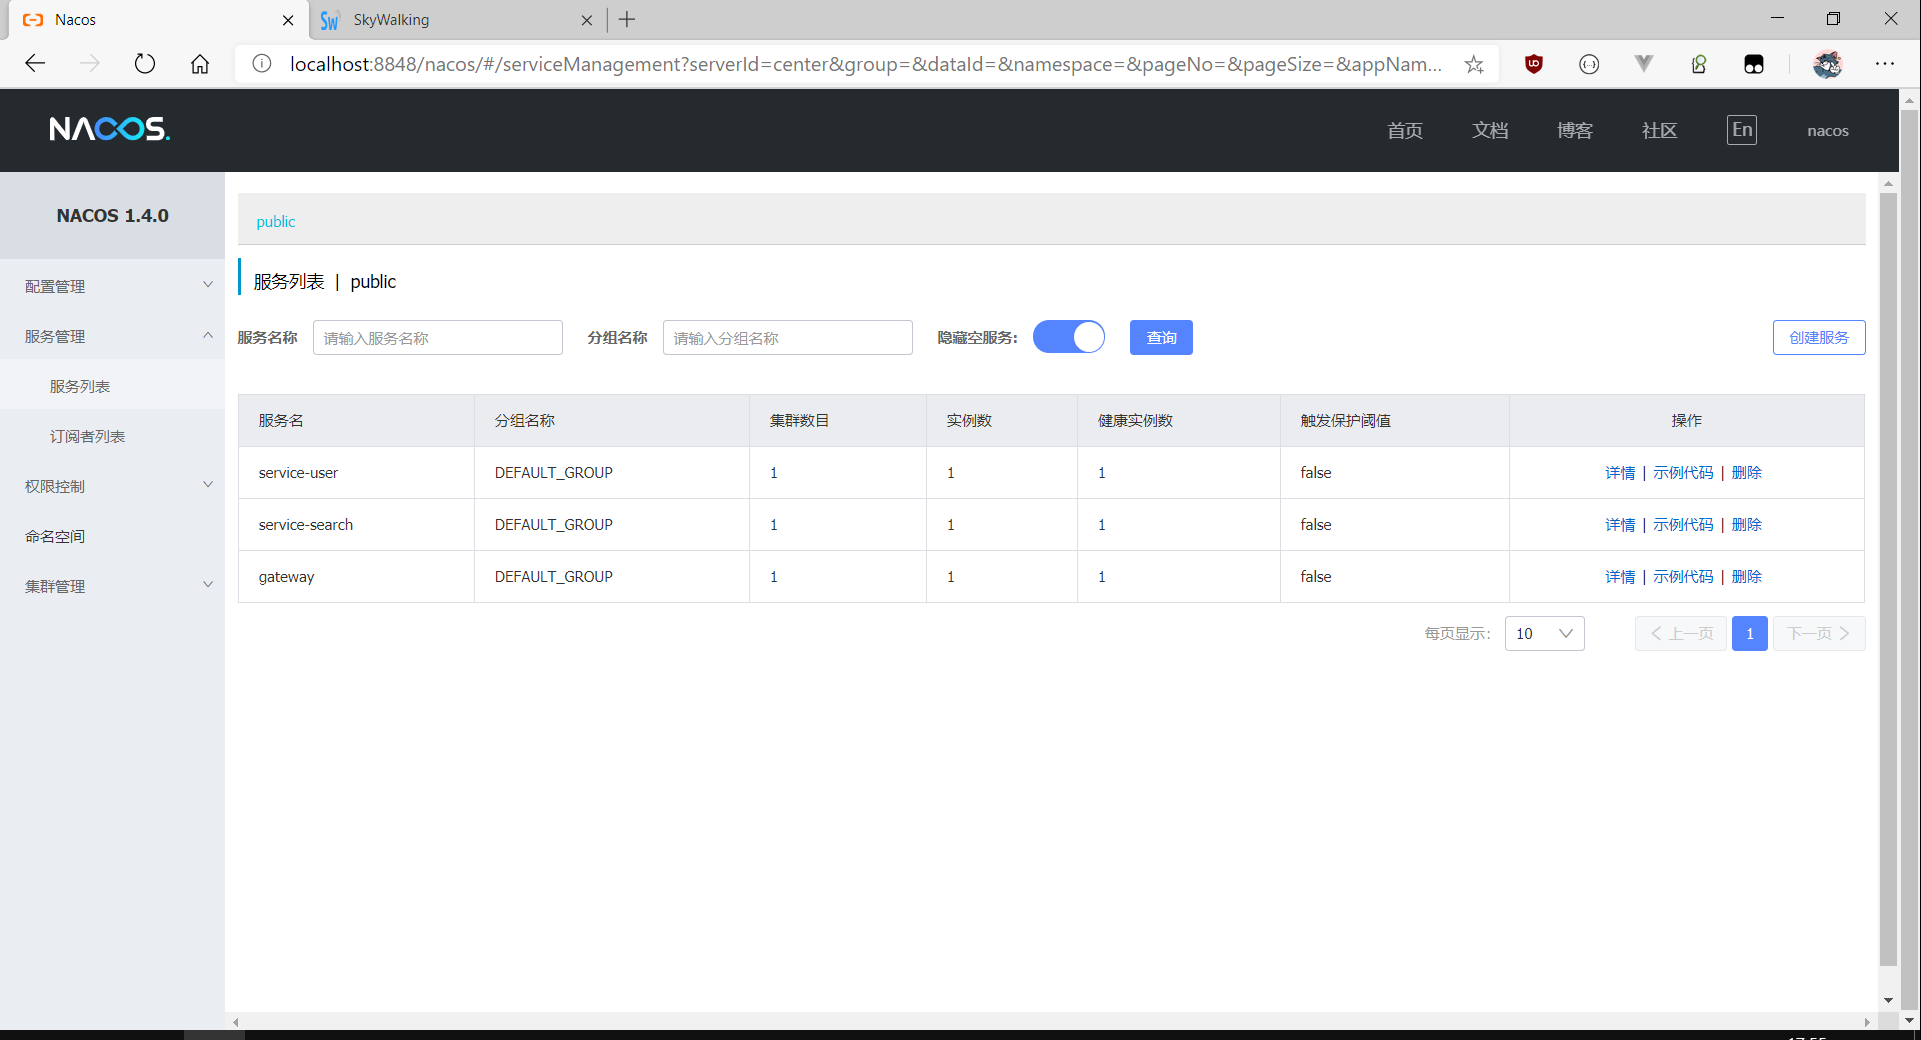 Nacos
SkyWalking
localhost:8848/nacos/#/serviceManagement?serverId=center&group=&dataId=&namespace=&pageNo=&pageSize=&appNam...
NACOS.
首页 文档 博客 社区 En nacos
NACOS 1.4.0
配置管理
服务管理
服务列表
订阅者列表
权限控制
命名空间
集群管理
public
服务列表 | public
服务名称 请输入服务名称 分组名称 请输入分组名称 隐藏空服务: 查询 创建服务
服务名 分组名称 集群数目 实例数 健康实例数 触发保护阈值 操作
service-user DEFAULT_GROUP 1 1 1 false 详情 | 示例代码 | 删除
service-search DEFAULT_GROUP 1 1 1 false 详情 | 示例代码 | 删除
gateway DEFAULT_GROUP 1 1 1 false 详情 | 示例代码 | 删除
每页显示: 10 上一页 1 下一页